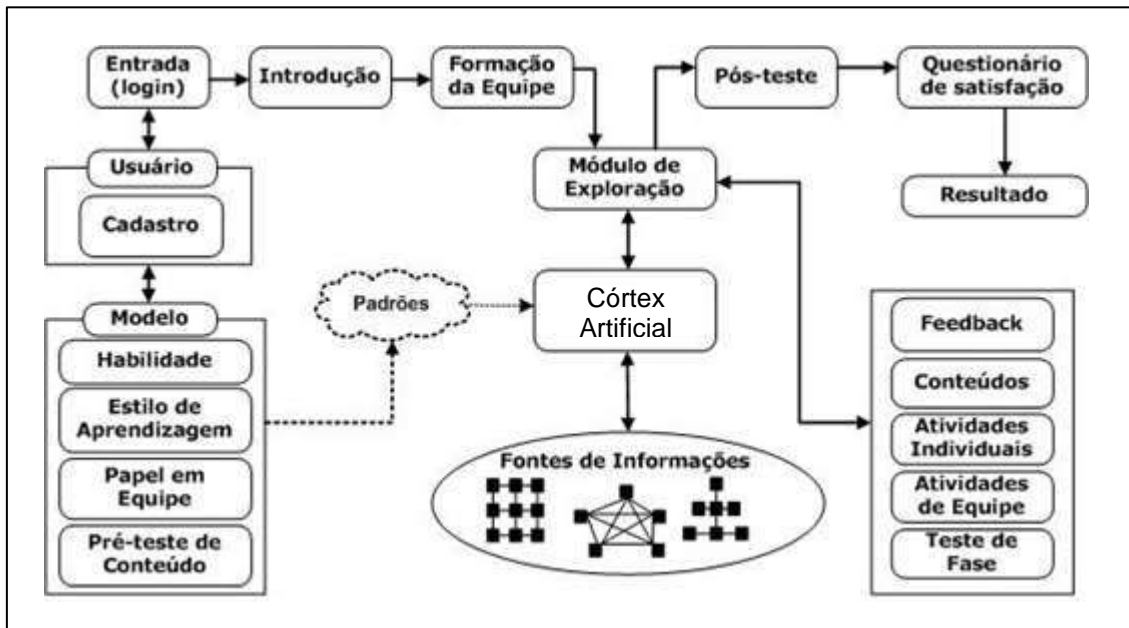 Entrada
(login)
Introdução
Formação
da Equipe
Pós-teste
Questionário
de satisfação
Resultado
Usuário
Cadastro
Módulo de
Exploração
Padrões
Córtex
Artificial
Modelo
Habilidade
Estilo de
Aprendizagem
Papel em
Equipe
Pré-teste de
Conteúdo
Fontes de Informações
Feedback
Conteúdos
Atividades
Individuais
Atividades
de Equipe
Teste de
Fase